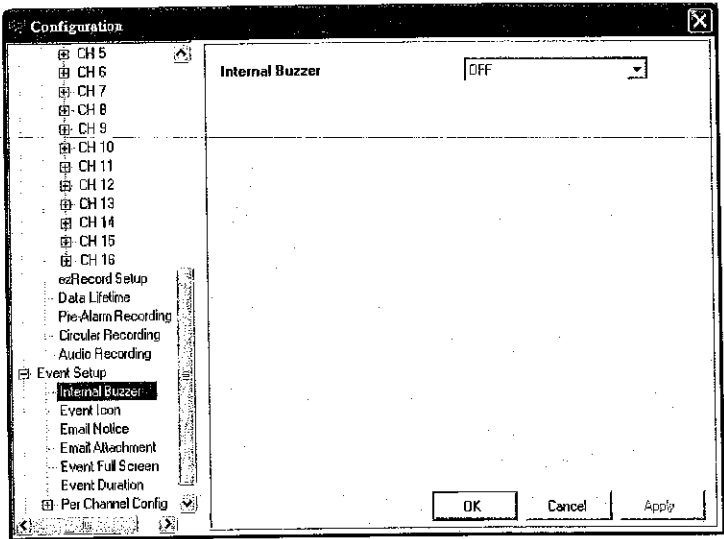 Configuration
CH 5
CH 6
CH 7
CH 8
CH 9
CH 10
CH 11
CH 12
CH 13
CH 14
CH 15
CH 16
ezRecord Setup
Data Lifetime
Pre-Alarm Recording
Circular Recording
Audio Recording
Event Setup
Internal Buzzer
Event Icon
Email Notice
Email Attachment
Event Full Screen
Event Duration
Per Channel Config
Internal Buzzer OFF
OK Cancel Apply